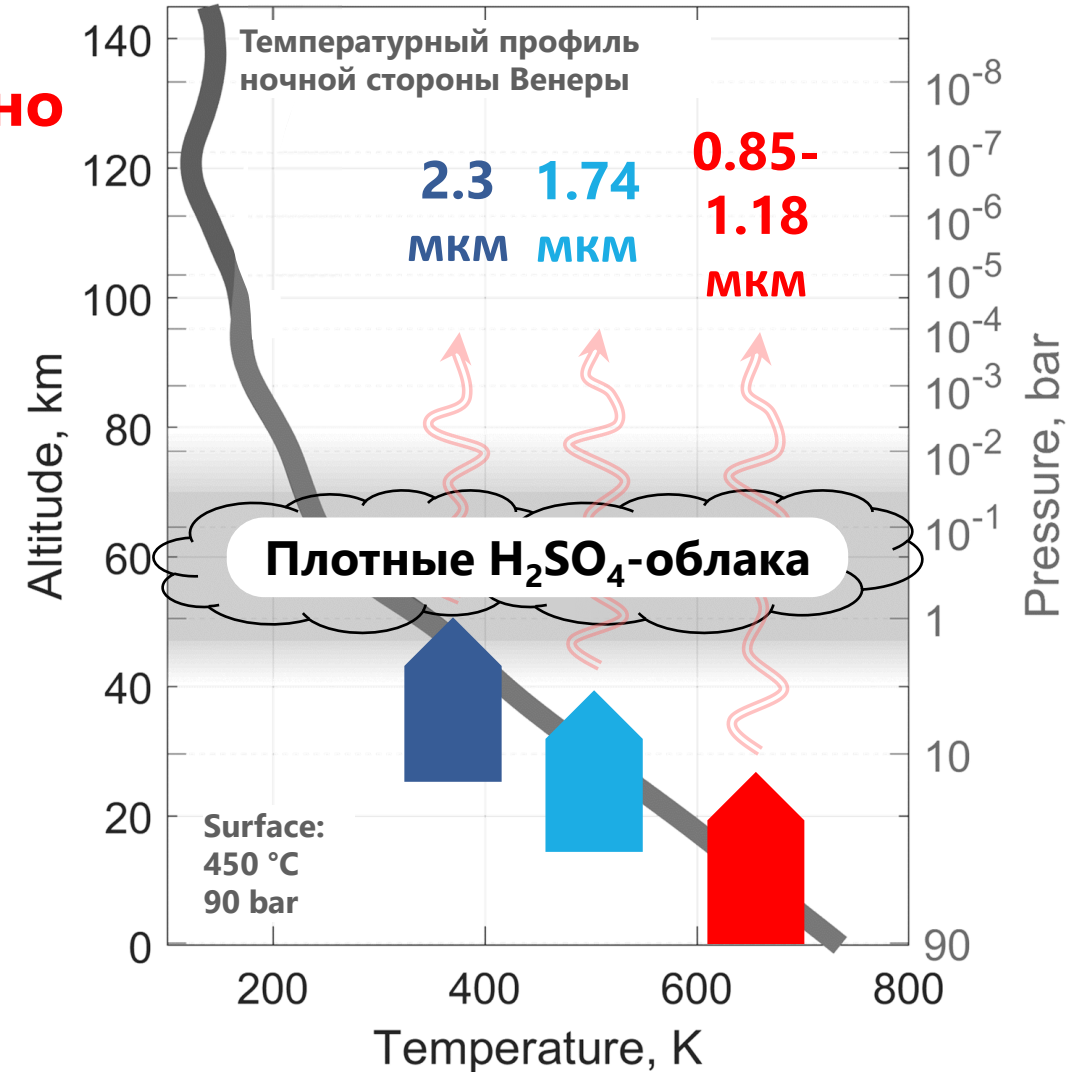 Температурный профиль
ночной стороны Венеры
но
2.3
мкм
1.74
мкм
0.85-
1.18
мкм
Плотные H₂SO₄-облака
Surface:
450 °C
90 bar
Altitude, km
140
120
100
80
60
40
20
0
200
400
600
800
Temperature, K
10⁻⁸
10⁻⁷
10⁻⁶
10⁻⁵
10⁻⁴
10⁻³
10⁻²
10⁻¹
1
10
90
Pressure, bar